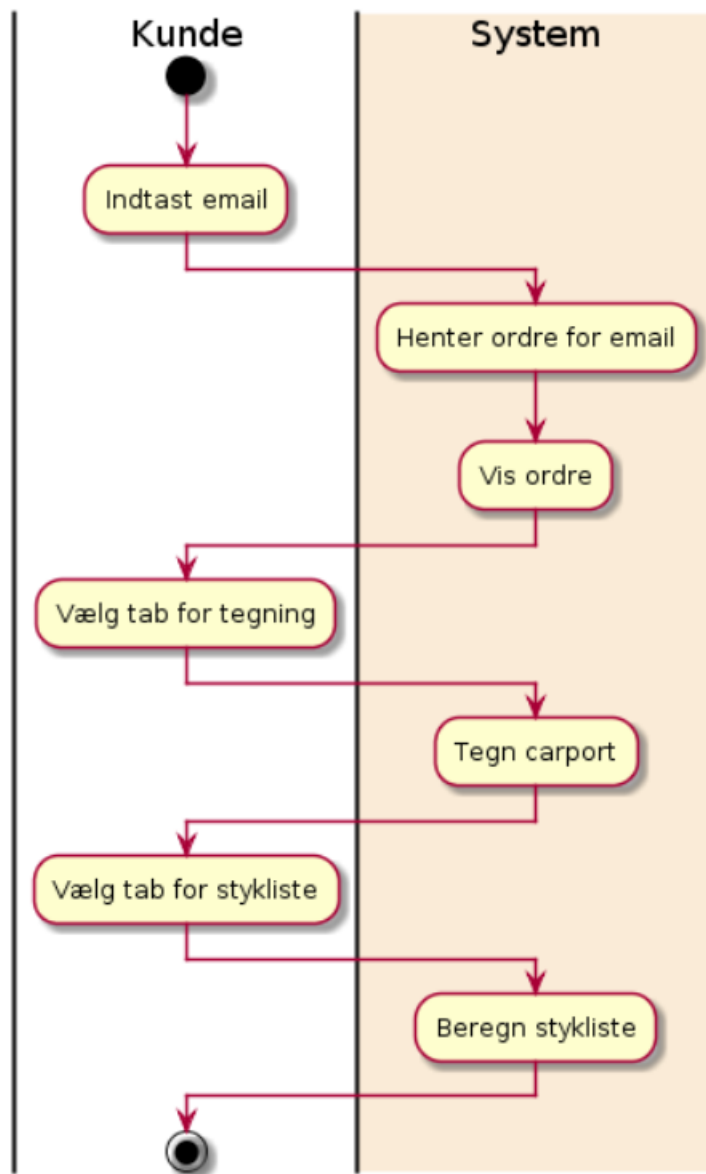 Kunde
System
Indtast email
Henter ordre for email
Vis ordre
Vælg tab for tegning
Tegn carport
Vælg tab for stykliste
Beregn stykliste